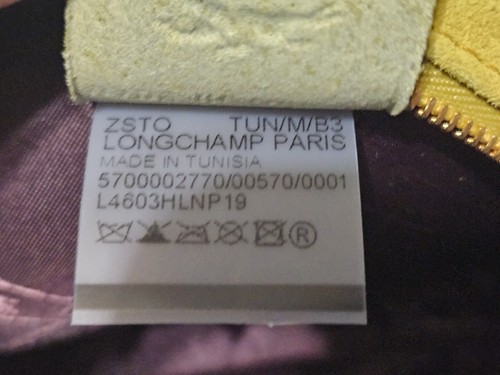 ZSTO TUN/M/B3
LONGCHAMP PARIS
MADE IN TUNISIA
5700002770/00570/0001
L4603HLNP19
®